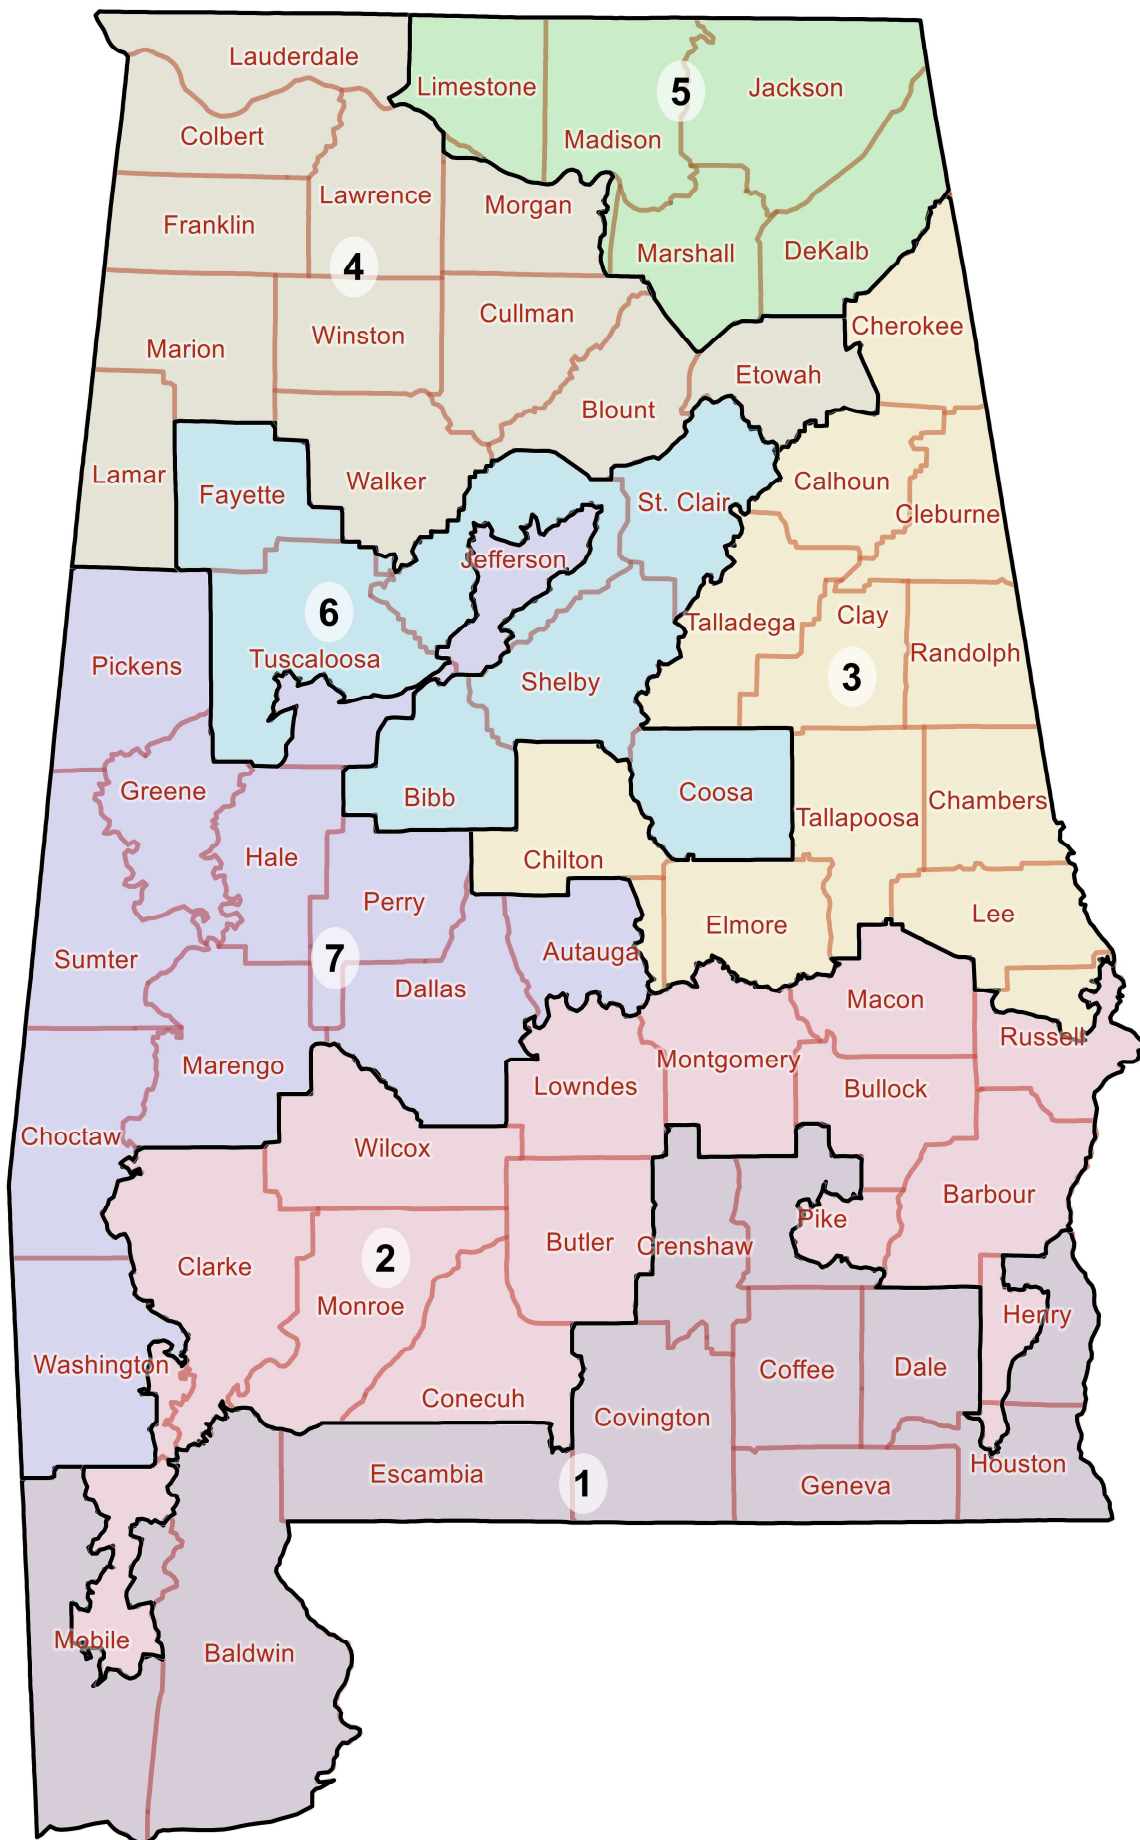 Lauderdale
Limestone
5
Jackson
Madison
Colbert
Lawrence
Morgan
Franklin
Marshall
DeKalb
4
Cullman
Cherokee
Winston
Marion
Etowah
Blount
Lamar
Walker
Calhoun
Fayette
St. Clair
Cleburne
Jefferson
6
Clay
Talladega
Randolph
Tuscaloosa
Pickens
3
Shelby
Greene
Coosa
Bibb
Chambers
Tallapoosa
Hale
Chilton
Perry
Lee
Elmore
Autauga
Sumter
7
Dallas
Macon
Russell
Montgomery
Marengo
Lowndes
Bullock
Choctaw
Wilcox
Barbour
Pike
Butler
Crenshaw
2
Clarke
Monroe
Henry
Washington
Coffee
Dale
Conecuh
Covington
Houston
Escambia
1
Geneva
Mobile
Baldwin